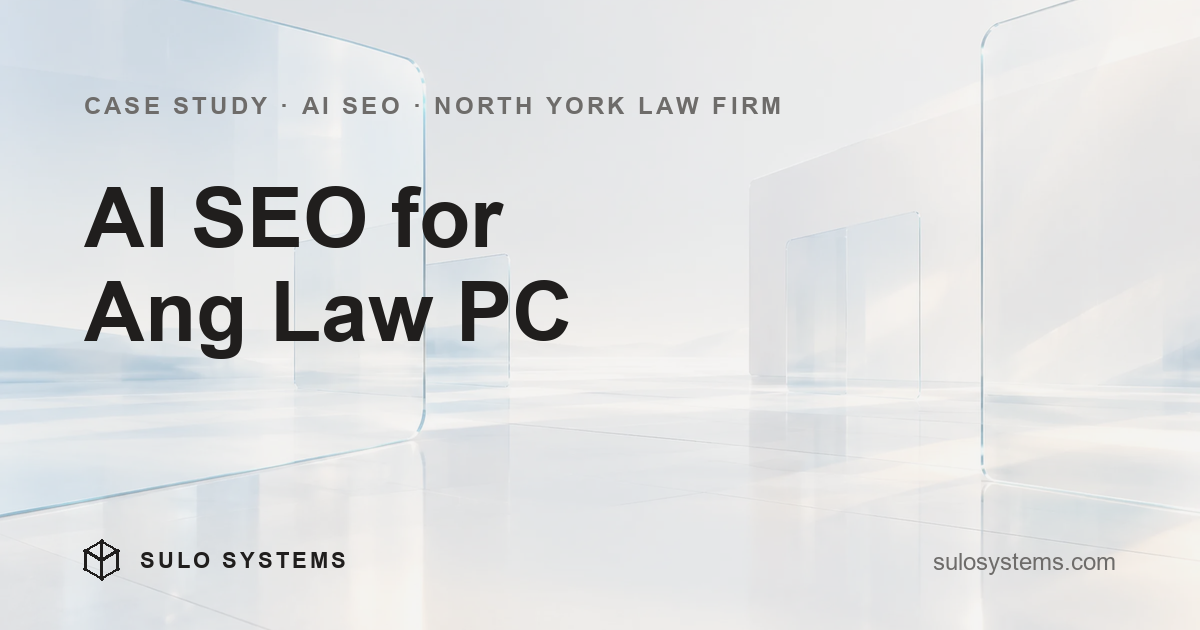 CASE STUDY · AI SEO · NORTH YORK LAW FIRM
AI SEO for
Ang Law PC
SULO SYSTEMS
sulosystems.com